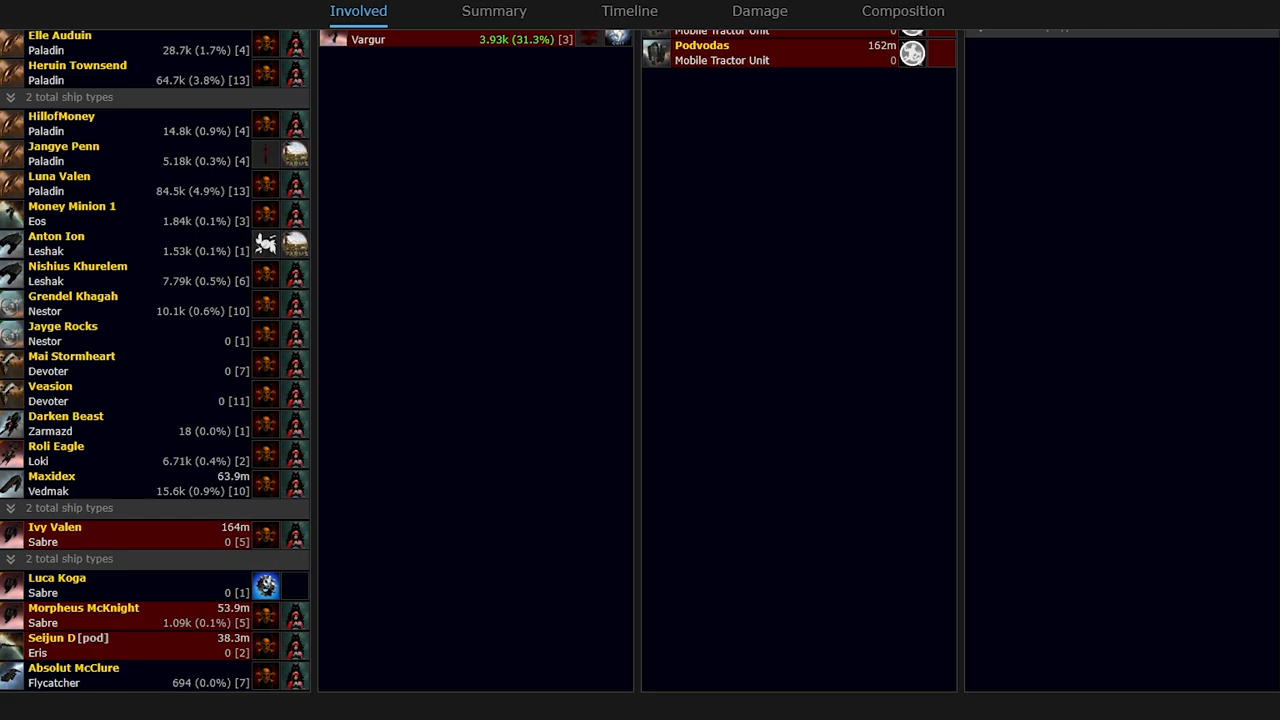 Involved Summary Timeline Damage Composition
Elle Auduin
Paladin 28.7k (1.7%) [4]
Heruin Townsend
Paladin 64.7k (3.8%) [13]
2 total ship types
HillofMoney
Paladin 14.8k (0.9%) [4]
Jangye Penn
Paladin 5.18k (0.3%) [4]
Luna Valen
Paladin 84.5k (4.9%) [13]
Money Minion 1
Eos 1.84k (0.1%) [3]
Anton Ion
Leshak 1.53k (0.1%) [1]
Nishius Khurelem
Leshak 7.79k (0.5%) [6]
Grendel Khagah
Nestor 10.1k (0.6%) [10]
Jayge Rocks
Nestor 0 [1]
Mai Stormheart
Devoter 0 [7]
Veasion
Devoter 0 [11]
Darken Beast
Zarmazd 18 (0.0%) [1]
Roli Eagle
Loki 6.71k (0.4%) [2]
Maxidex 63.9m
Vedmak 15.6k (0.9%) [10]
2 total ship types
Ivy Valen 164m
Sabre 0 [5]
2 total ship types
Luca Koga
Sabre 0 [1]
Morpheus McKnight 53.9m
Sabre 1.09k (0.1%) [5]
Seijun D [pod] 38.3m
Eris 0 [2]
Absolut McClure
Flycatcher 694 (0.0%) [7]
Vargur 3.93k (31.3%) [3]
Mobile Tractor Unit 0
Podvodas 162m
Mobile Tractor Unit 0